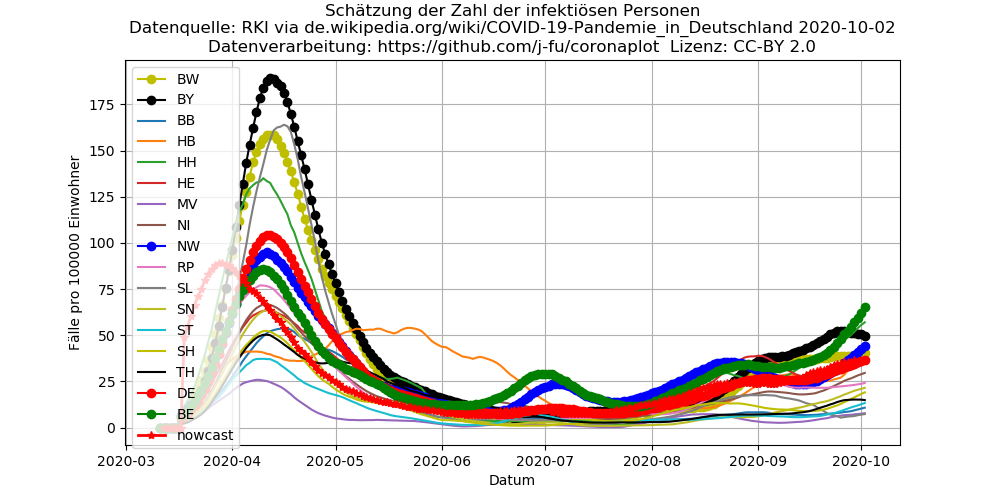 Schätzung der Zahl der infektiösen Personen
Datenquelle: RKI via de.wikipedia.org/wiki/COVID-19-Pandemie_in_Deutschland 2020-10-02
Datenverarbeitung: https://github.com/j-fu/coronaplot Lizenz: CC-BY 2.0
Fälle pro 100000 Einwohner
175
150
125
100
75
50
25
0
BW
BY
BB
HB
HH
HE
MV
NI
NW
RP
SL
SN
ST
SH
TH
DE
BE
nowcast
2020-03
2020-04
2020-05
2020-06
2020-07
2020-08
2020-09
2020-10
Datum